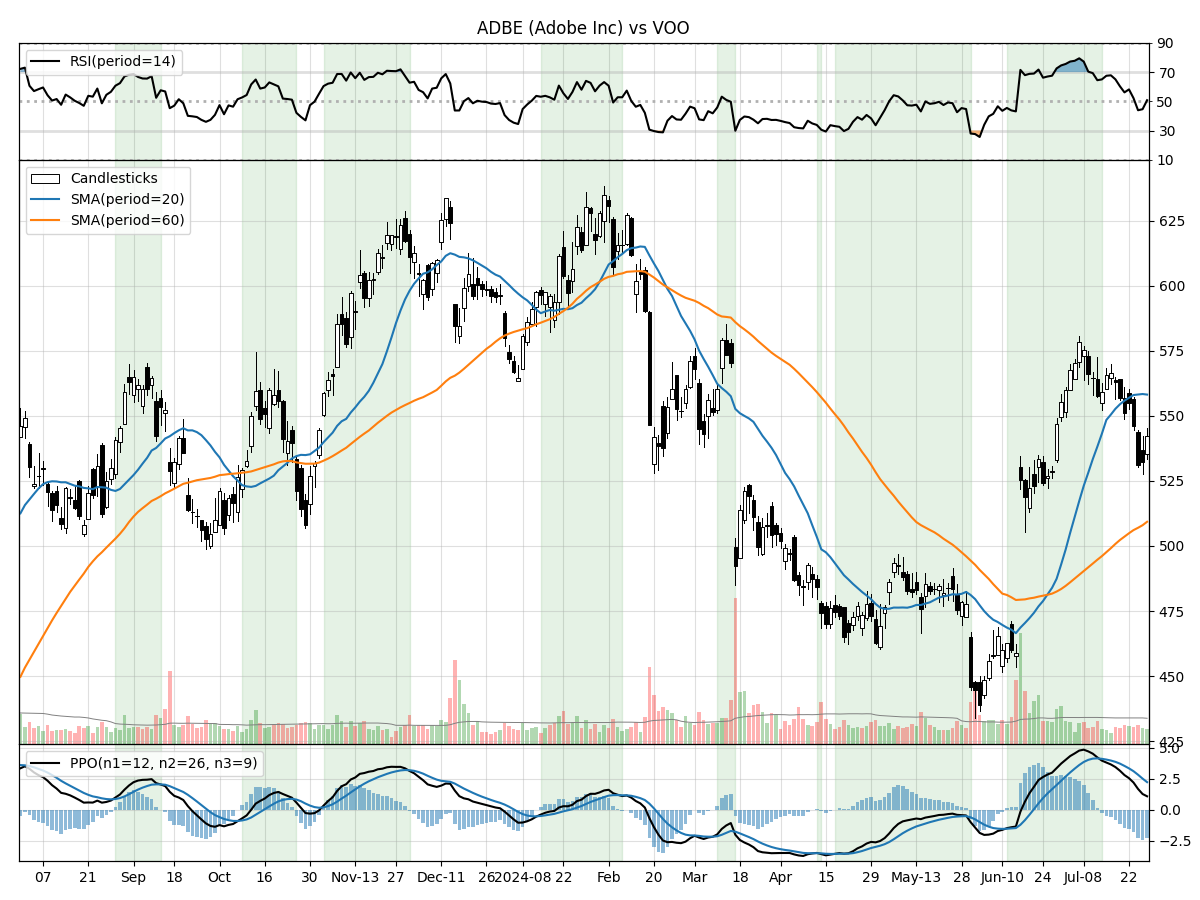 ADBE (Adobe Inc) vs VOO
RSI(period=14)
90
70
50
30
10
Candlesticks
SMA(period=20)
SMA(period=60)
625
600
575
550
525
500
475
450
425
PPO(n1=12, n2=26, n3=9)
5.0
2.5
0.0
−2.5
07 21 Sep 18 Oct 16 30 Nov-13 27 Dec-11 26 2024-08 22 Feb 20 Mar 18 Apr 15 29 May-13 28 Jun-10 24 Jul-08 22